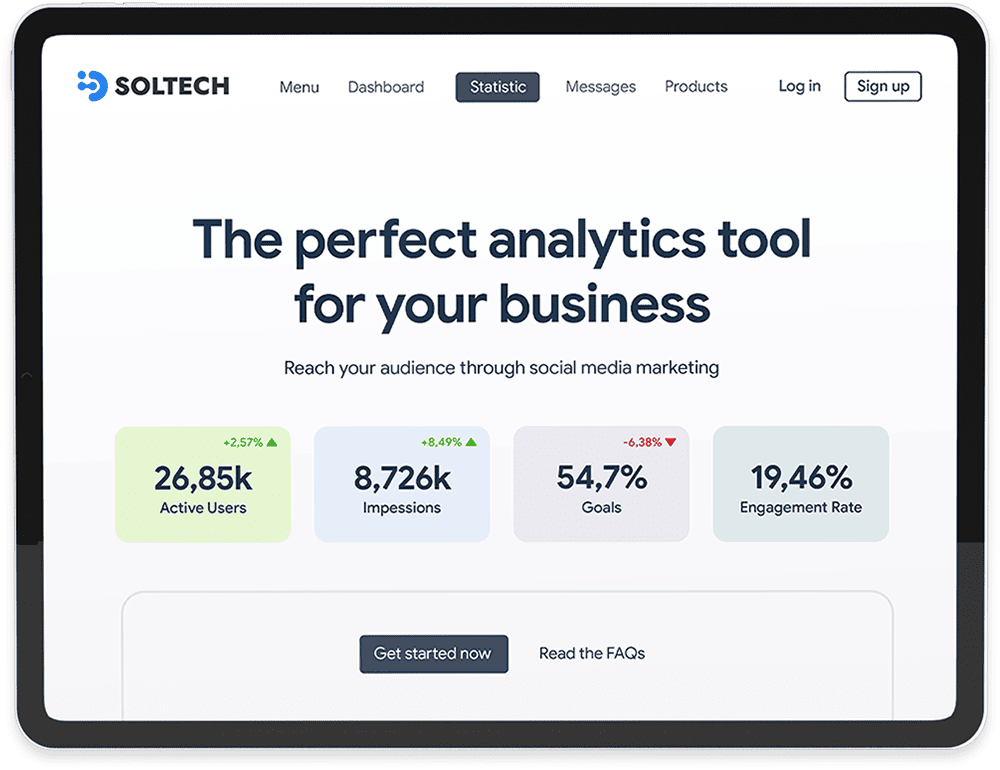 SOLTECH
Menu
Dashboard
Statistic
Messages
Products
Log in
Sign up
The perfect analytics tool
for your business
Reach your audience through social media marketing
+2,57%
26,85k
Active Users
+8,49%
8,726k
Impessions
-6,38%
54,7%
Goals
19,46%
Engagement Rate
Get started now
Read the FAQs